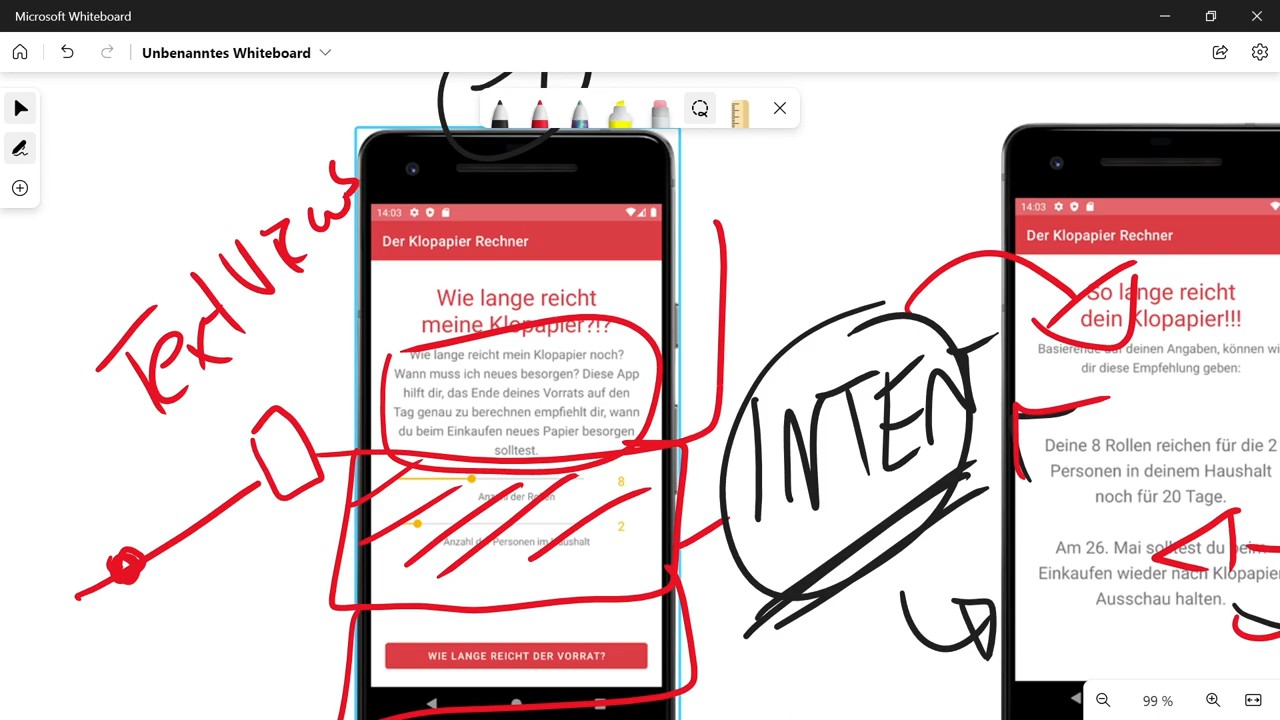 Microsoft Whiteboard
Unbenanntes Whiteboard
TextViews
14:03
Der Klopapier Rechner
Wie lange reicht
meine Klopapier?!?
Wie lange reicht mein Klopapier noch?
Wann muss ich neues besorgen? Diese App
hilft dir, das Ende deines Vorrats auf den
Tag genau zu berechnen empfiehlt dir, wann
du beim Einkaufen neues Papier besorgen
solltest.
8
Anzahl der Rollen
2
Anzahl der Personen im Haushalt
WIE LANGE REICHT DER VORRAT?
INTENT
14:03
Der Klopapier Rechner
So lange reicht
dein Klopapier!!!
Basierend auf deinen Angaben, können wi
dir diese Empfehlung geben:
Deine 8 Rollen reichen für die 2
Personen in deinem Haushalt
noch für 20 Tage.
Am 26. Mai solltest du beim
Einkaufen wieder nach Klopapie
Ausschau halten.
99 %